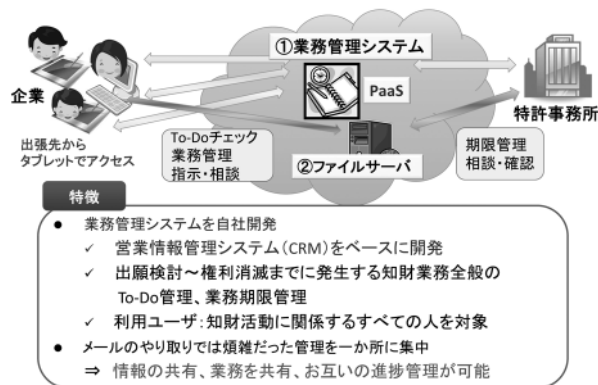 ①業務管理システム
PaaS
企業
特許事務所
出張先から
タブレットでアクセス
To-Doチェック
業務管理
指示・相談
②ファイルサーバ
期限管理
相談・確認
特徴
● 業務管理システムを自社開発
✓ 営業情報管理システム(CRM)をベースに開発
✓ 出願検討~権利消滅までに発生する知財業務全般の
To-Do管理、業務期限管理
✓ 利用ユーザ:知財活動に関係するすべての人を対象
● メールのやり取りでは煩雑だった管理を一か所に集中
⇒ 情報の共有、業務を共有、お互いの進捗管理が可能